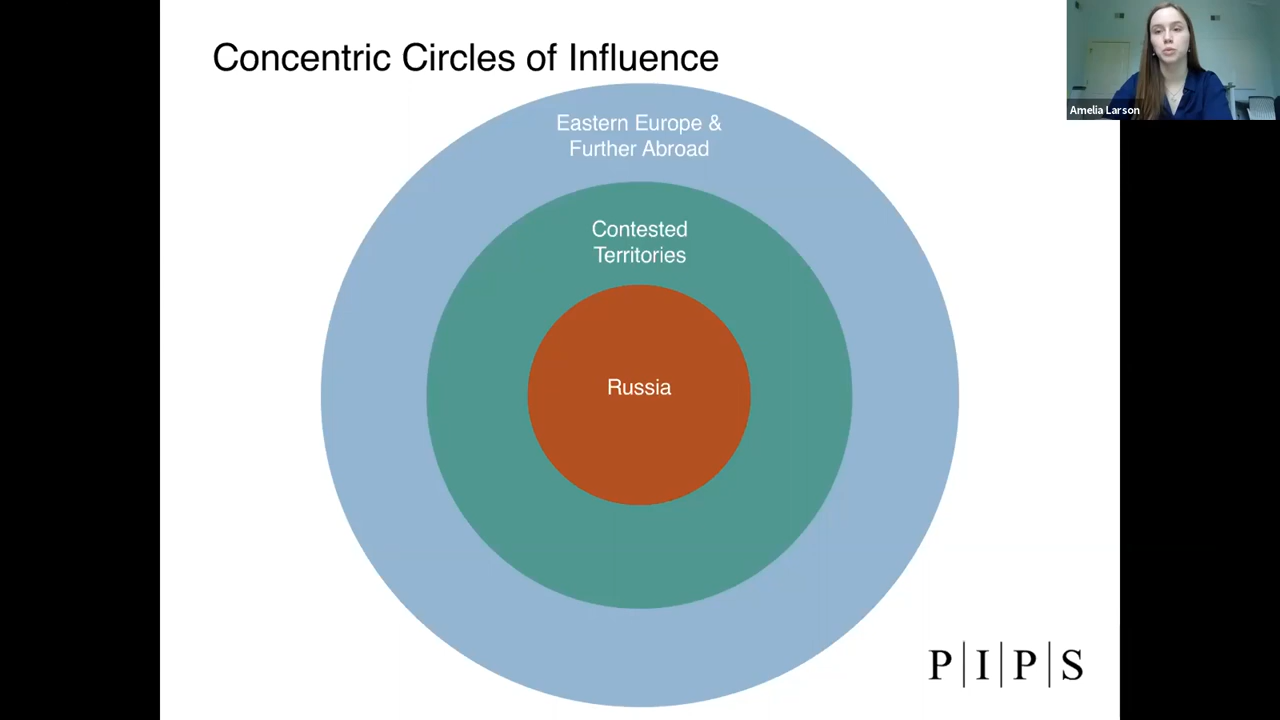 Concentric Circles of Influence
Amelia Larson
Eastern Europe &
Further Abroad
Contested
Territories
Russia
P|I|P|S